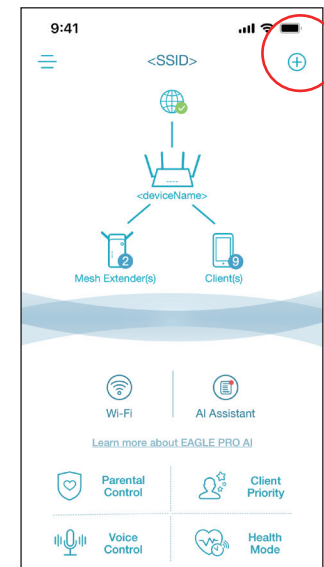 9:41
<SSID>
<deviceName>
2
9
Mesh Extender(s) Client(s)
Wi-Fi AI Assistant
Learn more about EAGLE PRO AI
Parental Control
Client Priority
Voice Control
Health Mode